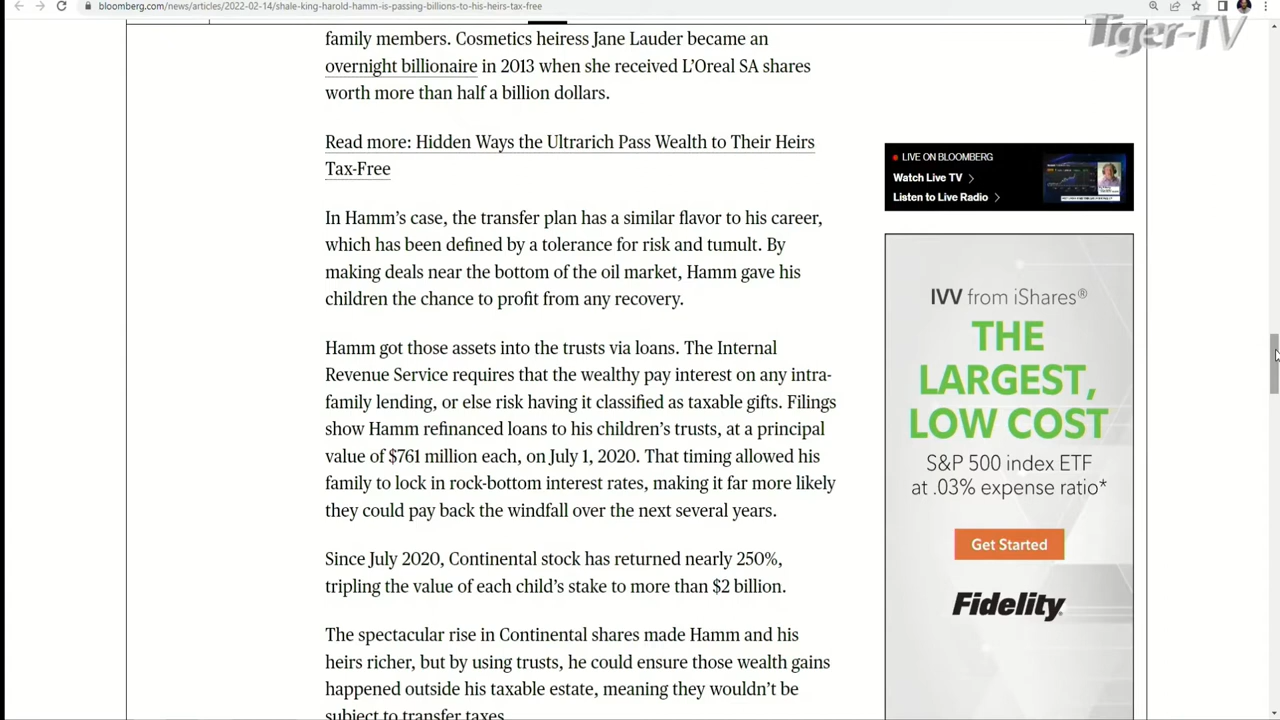 bloomberg.com/news/articles/2022-02-14/shale-king-harold-hamm-is-passing-billions-to-his-heirs-tax-free
Tiger-TV
family members. Cosmetics heiress Jane Lauder became an
overnight billionaire in 2013 when she received L’Oreal SA shares
worth more than half a billion dollars.
Read more: Hidden Ways the Ultrarich Pass Wealth to Their Heirs
Tax-Free
In Hamm’s case, the transfer plan has a similar flavor to his career,
which has been defined by a tolerance for risk and tumult. By
making deals near the bottom of the oil market, Hamm gave his
children the chance to profit from any recovery.
Hamm got those assets into the trusts via loans. The Internal
Revenue Service requires that the wealthy pay interest on any intra-
family lending, or else risk having it classified as taxable gifts. Filings
show Hamm refinanced loans to his children’s trusts, at a principal
value of $761 million each, on July 1, 2020. That timing allowed his
family to lock in rock-bottom interest rates, making it far more likely
they could pay back the windfall over the next several years.
Since July 2020, Continental stock has returned nearly 250%,
tripling the value of each child’s stake to more than $2 billion.
The spectacular rise in Continental shares made Hamm and his
heirs richer, but by using trusts, he could ensure those wealth gains
happened outside his taxable estate, meaning they wouldn’t be
subject to transfer taxes.
LIVE ON BLOOMBERG
Watch Live TV
Listen to Live Radio
IVV from iShares®
THE
LARGEST,
LOW COST
S&P 500 index ETF
at .03% expense ratio*
Get Started
Fidelity